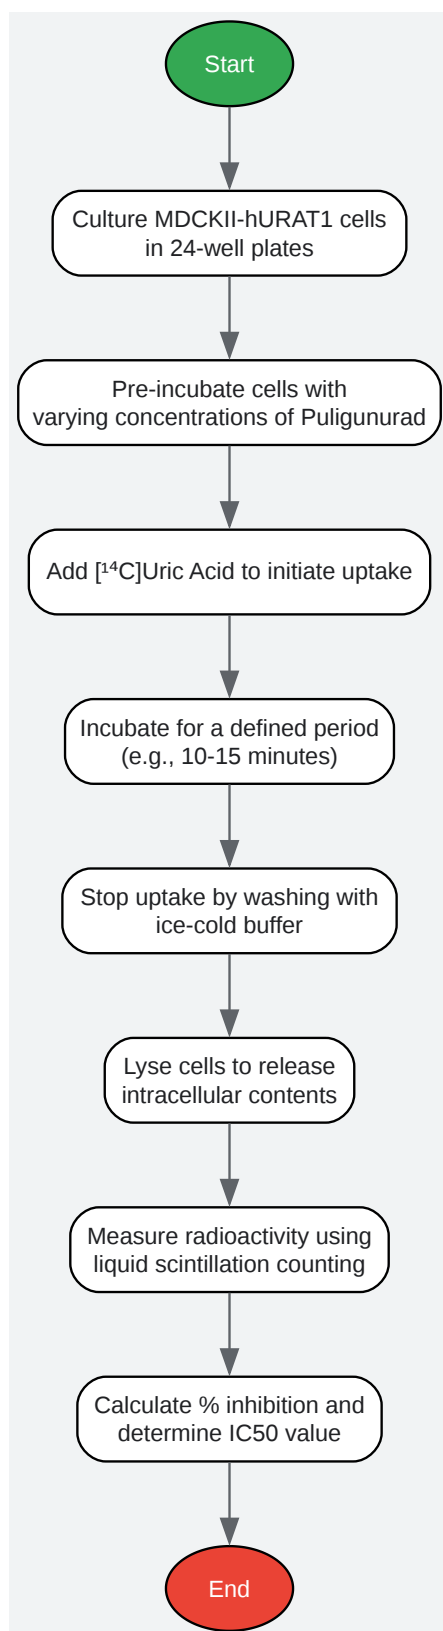 Start
Culture MDCKII-hURAT1 cells
in 24-well plates
Pre-incubate cells with
varying concentrations of Puligunurad
Add [¹⁴C]Uric Acid to initiate uptake
Incubate for a defined period
(e.g., 10-15 minutes)
Stop uptake by washing with
ice-cold buffer
Lyse cells to release
intracellular contents
Measure radioactivity using
liquid scintillation counting
Calculate % inhibition and
determine IC50 value
End